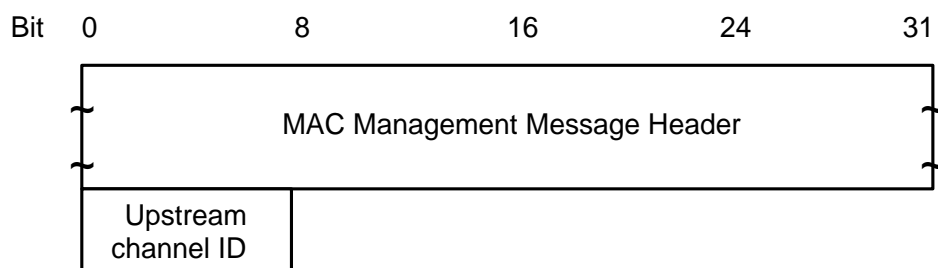 Bit 0 8 16 24 31
MAC Management Message Header
Upstream
channel ID